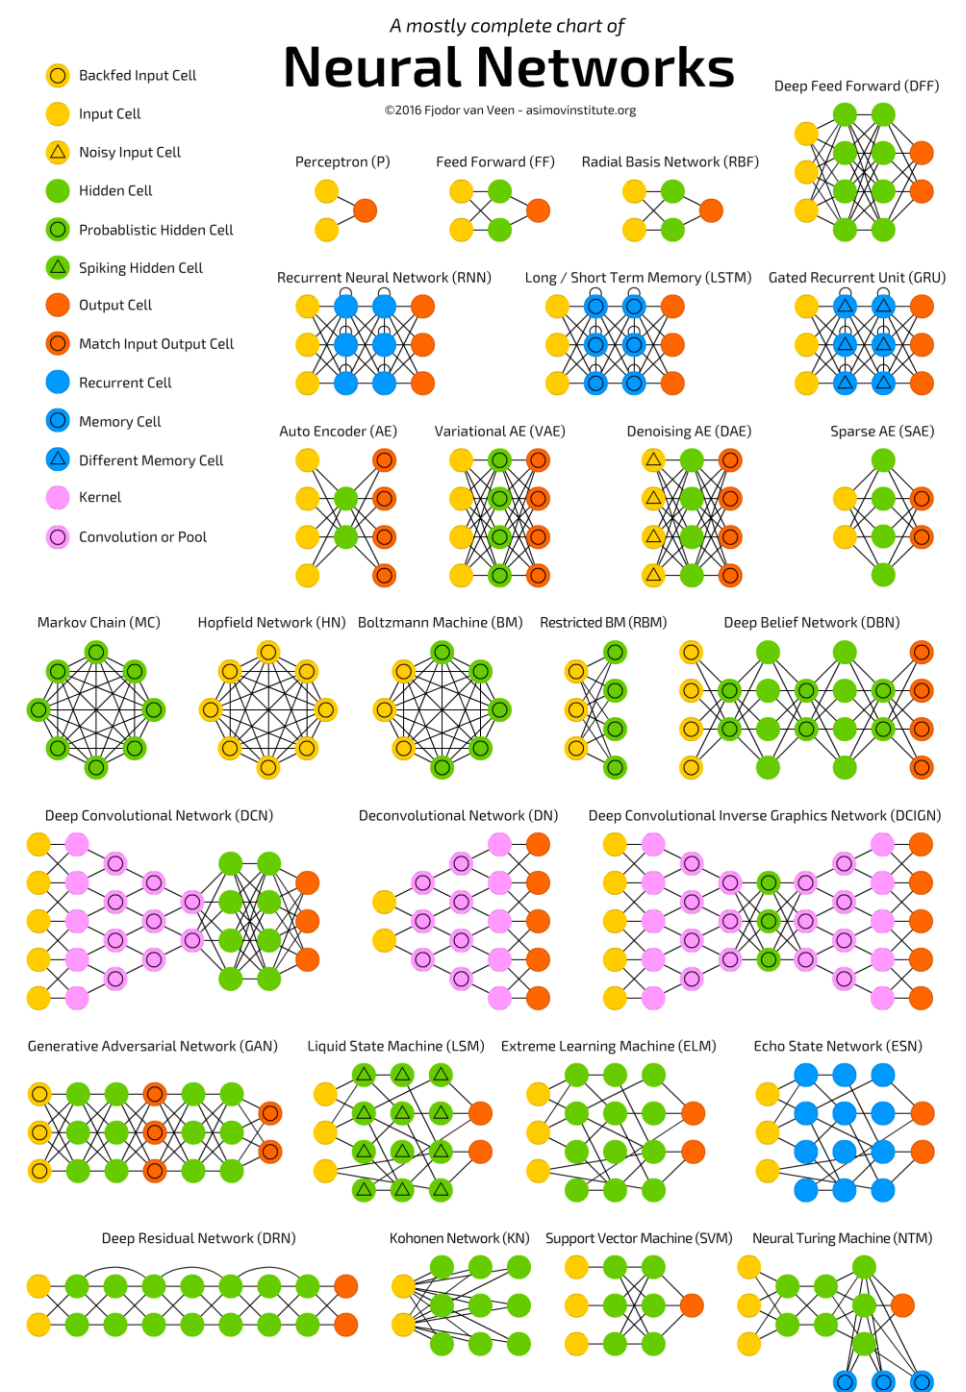 A mostly complete chart of
Neural Networks
©2016 Fjodor van Veen - asimovinstitute.org
Backfed Input Cell
Input Cell
Noisy Input Cell
Hidden Cell
Probablistic Hidden Cell
Spiking Hidden Cell
Output Cell
Match Input Output Cell
Recurrent Cell
Memory Cell
Different Memory Cell
Kernel
Convolution or Pool
Deep Feed Forward (DFF)
Perceptron (P)
Feed Forward (FF)
Radial Basis Network (RBF)
Recurrent Neural Network (RNN)
Long / Short Term Memory (LSTM)
Gated Recurrent Unit (GRU)
Auto Encoder (AE)
Variational AE (VAE)
Denoising AE (DAE)
Sparse AE (SAE)
Markov Chain (MC)
Hopfield Network (HN)
Boltzmann Machine (BM)
Restricted BM (RBM)
Deep Belief Network (DBN)
Deep Convolutional Network (DCN)
Deconvolutional Network (DN)
Deep Convolutional Inverse Graphics Network (DCIGN)
Generative Adversarial Network (GAN)
Liquid State Machine (LSM)
Extreme Learning Machine (ELM)
Echo State Network (ESN)
Deep Residual Network (DRN)
Kohonen Network (KN)
Support Vector Machine (SVM)
Neural Turing Machine (NTM)